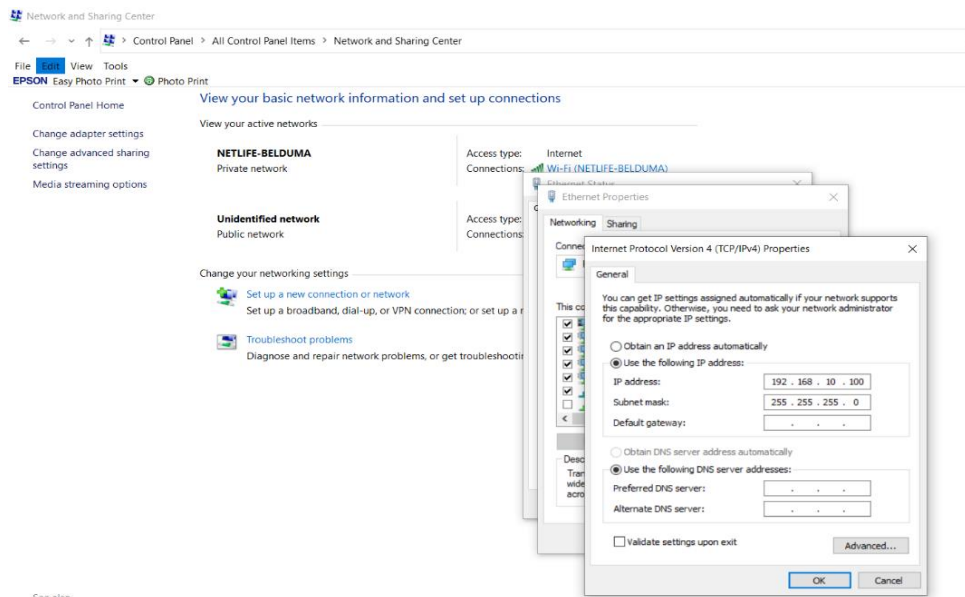 Network and Sharing Center
Control Panel > All Control Panel Items > Network and Sharing Center
File Edit View Tools
EPSON Easy Photo Print Photo Print
Control Panel Home
Change adapter settings
Change advanced sharing
settings
Media streaming options
View your basic network information and set up connections
View your active networks
NETLIFE-BELDUMA
Private network
Access type: Internet
Connections: Wi-Fi (NETLIFE-BELDUMA)
Unidentified network
Public network
Access type:
Connections
Change your networking settings
Set up a new connection or network
Set up a broadband, dial-up, or VPN connection; or set up a r
Troubleshoot problems
Diagnose and repair network problems, or get troubleshooti
Ethernet Status
Ethernet Properties
Networking Sharing
Connec
This co
Desc
Tran
wide
acro
Internet Protocol Version 4 (TCP/IPv4) Properties
General
You can get IP settings assigned automatically if your network supports
this capability. Otherwise, you need to ask your network administrator
for the appropriate IP settings.
Obtain an IP address automatically
Use the following IP address:
IP address: 192 . 168 . 10 . 100
Subnet mask: 255 . 255 . 255 . 0
Default gateway: . . .
Obtain DNS server address automatically
Use the following DNS server addresses:
Preferred DNS server: . . .
Alternate DNS server: . . .
Validate settings upon exit
Advanced...
OK Cancel